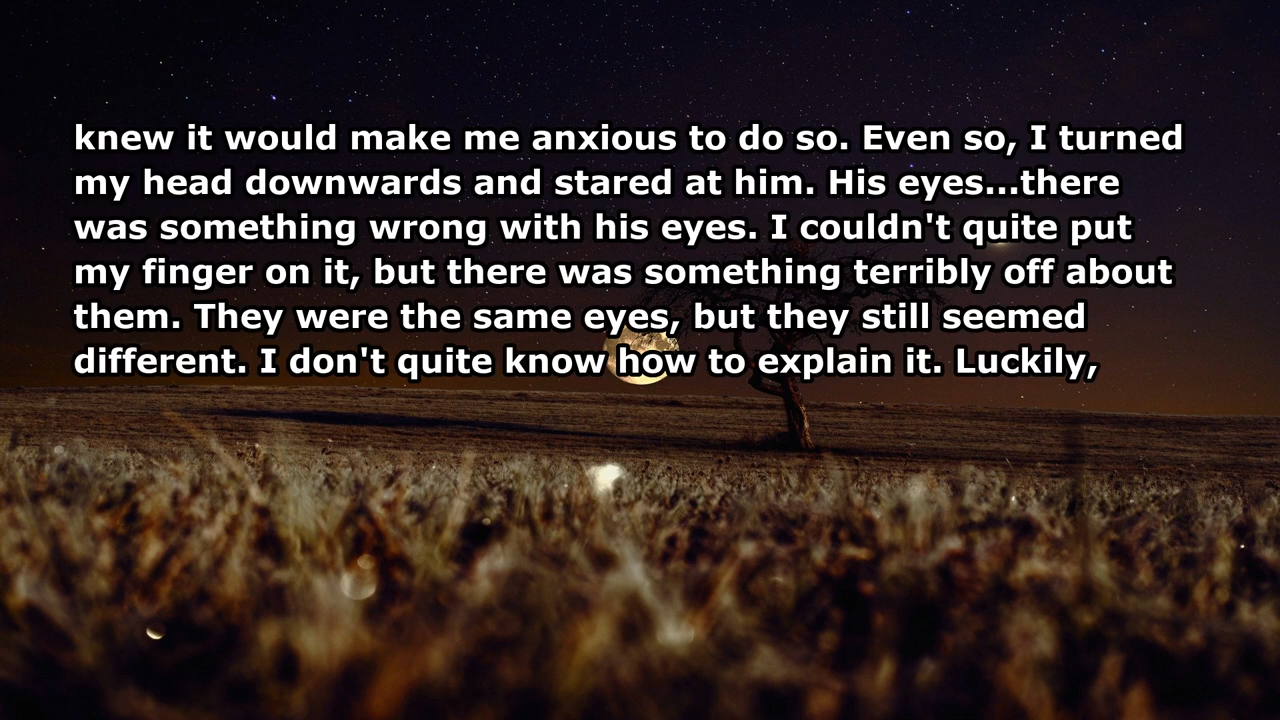 knew it would make me anxious to do so. Even so, I turned
my head downwards and stared at him. His eyes...there
was something wrong with his eyes. I couldn't quite put
my finger on it, but there was something terribly off about
them. They were the same eyes, but they still seemed
different. I don't quite know how to explain it. Luckily,